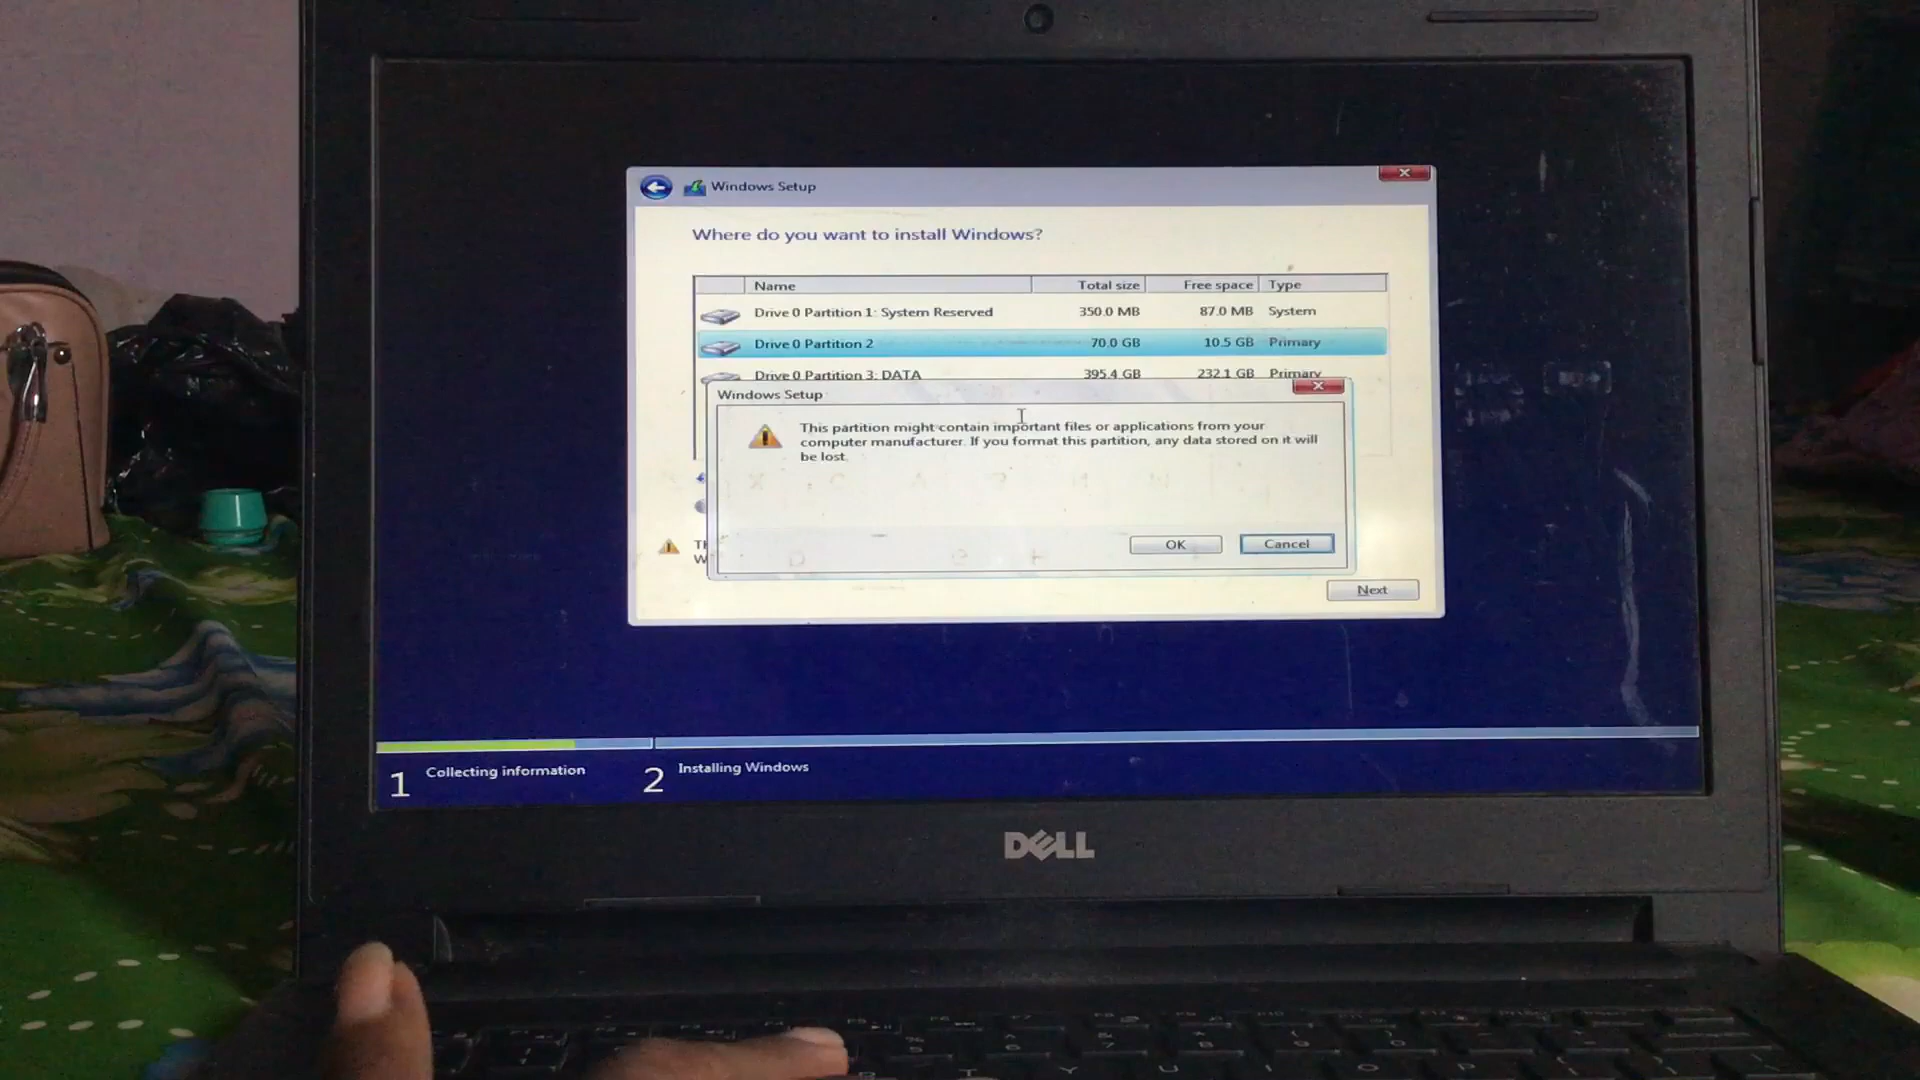 Windows Setup
Where do you want to install Windows?
Name Total size Free space Type
Drive 0 Partition 1: System Reserved 350.0 MB 87.0 MB System
Drive 0 Partition 2 70.0 GB 10.5 GB Primary
Drive 0 Partition 3: DATA 395.4 GB 232.1 GB Primary
Windows Setup
This partition might contain important files or applications from your
computer manufacturer. If you format this partition, any data stored on it will
be lost.
OK Cancel
Next
1 Collecting information 2 Installing Windows
DELL